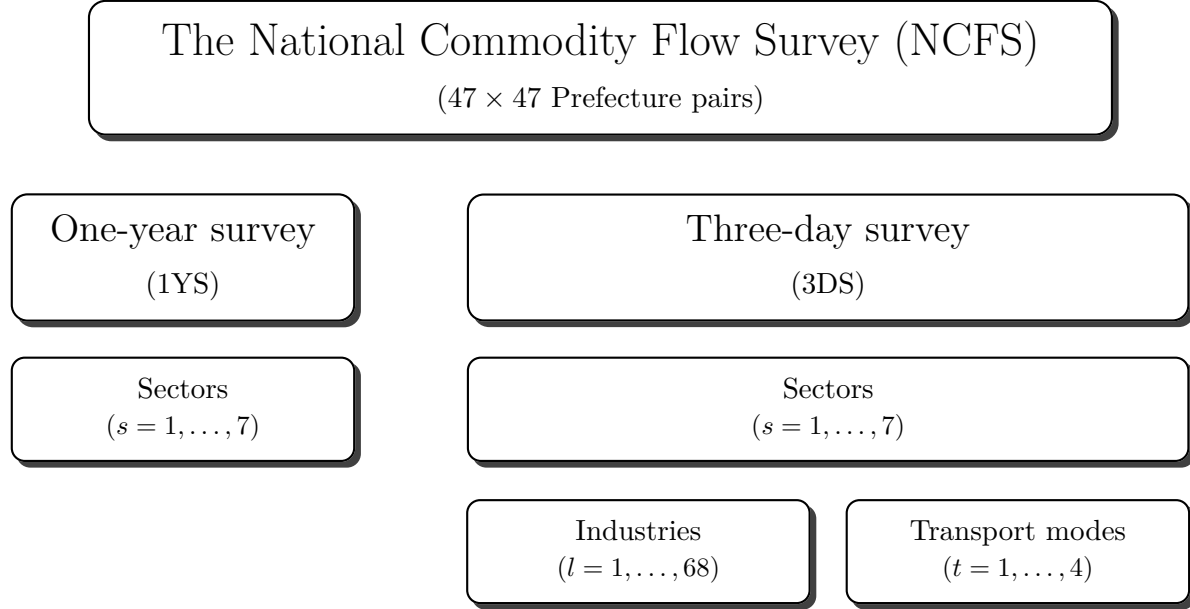 The National Commodity Flow Survey (NCFS)
(47 × 47 Prefecture pairs)
One-year survey
(1YS)
Three-day survey
(3DS)
Sectors
(s = 1, . . . , 7)
Sectors
(s = 1, . . . , 7)
Industries
(l = 1, . . . , 68)
Transport modes
(t = 1, . . . , 4)